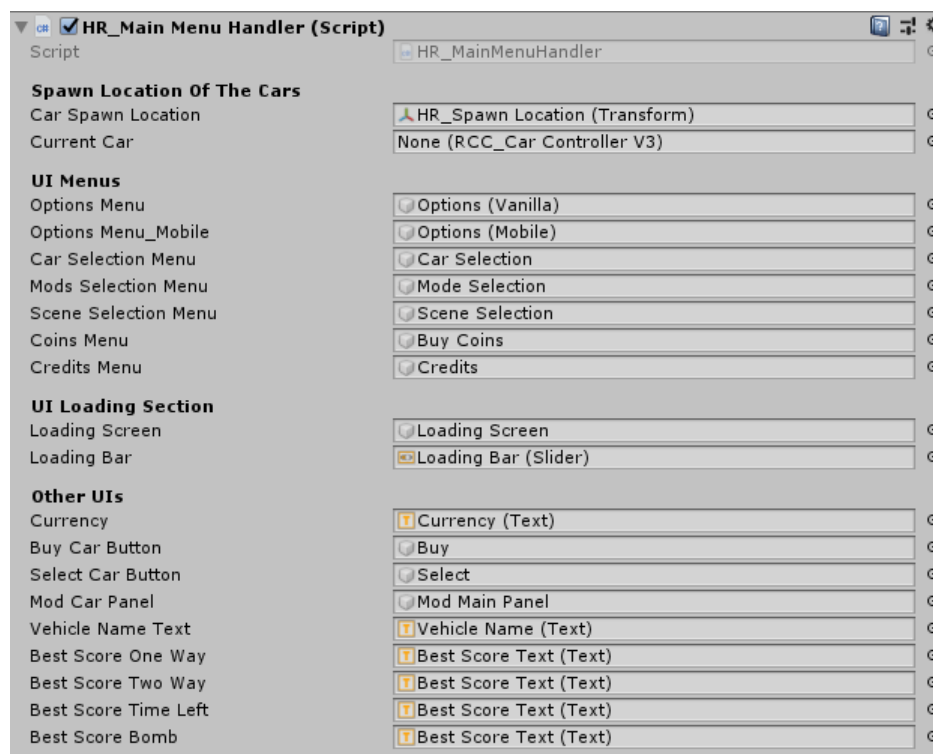 HR_Main Menu Handler (Script)
Script HR_MainMenuHandler
Spawn Location Of The Cars
Car Spawn Location HR_Spawn Location (Transform)
Current Car None (RCC_Car Controller V3)
UI Menus
Options Menu Options (Vanilla)
Options Menu_Mobile Options (Mobile)
Car Selection Menu Car Selection
Mods Selection Menu Mode Selection
Scene Selection Menu Scene Selection
Coins Menu Buy Coins
Credits Menu Credits
UI Loading Section
Loading Screen Loading Screen
Loading Bar Loading Bar (Slider)
Other UIs
Currency Currency (Text)
Buy Car Button Buy
Select Car Button Select
Mod Car Panel Mod Main Panel
Vehicle Name Text Vehicle Name (Text)
Best Score One Way Best Score Text (Text)
Best Score Two Way Best Score Text (Text)
Best Score Time Left Best Score Text (Text)
Best Score Bomb Best Score Text (Text)